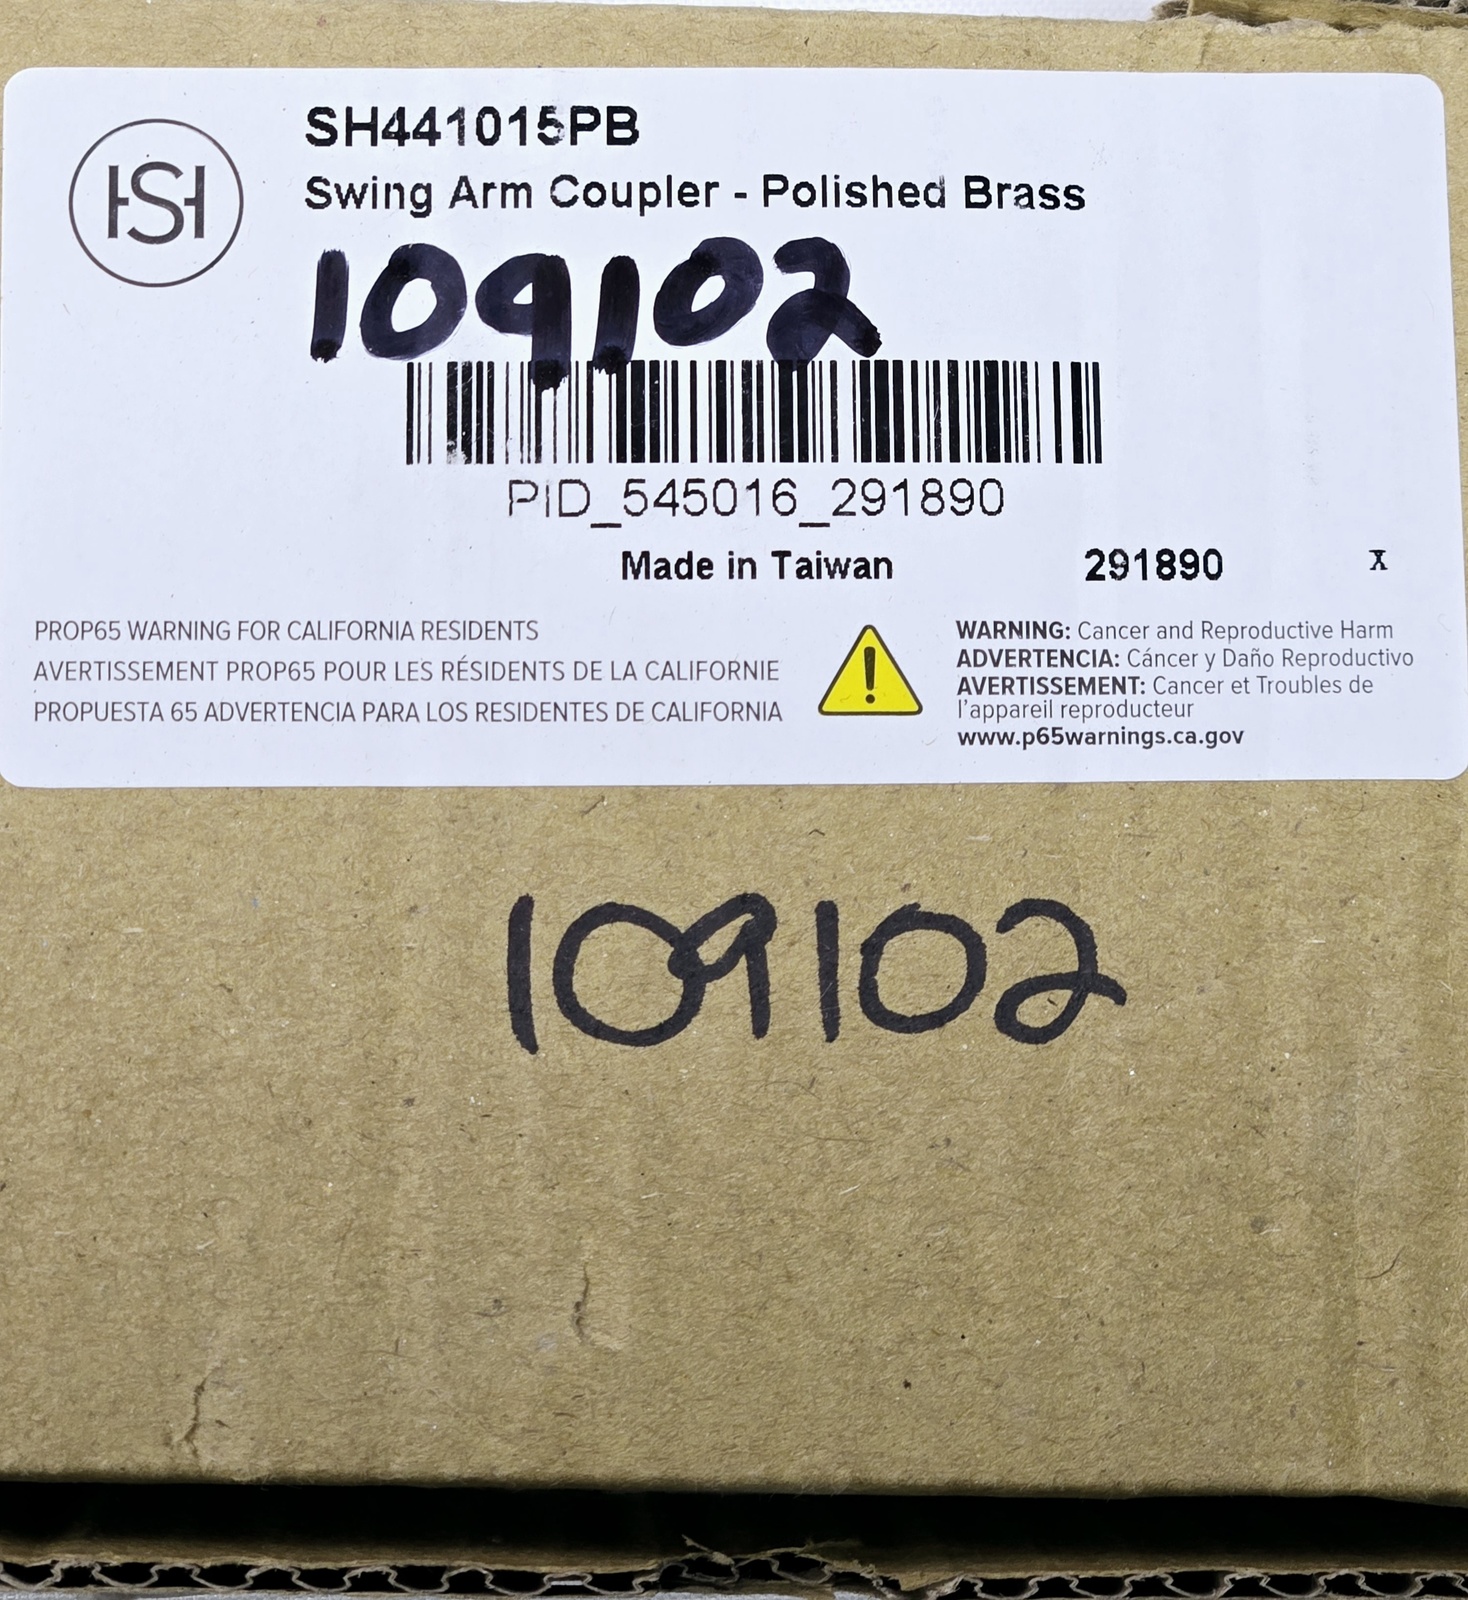 HSH
SH441015PB
Swing Arm Coupler - Polished Brass
109102
PID_545016_291890
Made in Taiwan 291890 X
PROP65 WARNING FOR CALIFORNIA RESIDENTS
AVERTISSEMENT PROP65 POUR LES RÉSIDENTS DE LA CALIFORNIE
PROPUESTA 65 ADVERTENCIA PARA LOS RESIDENTES DE CALIFORNIA
WARNING: Cancer and Reproductive Harm
ADVERTENCIA: Cáncer y Daño Reproductivo
AVERTISSEMENT: Cancer et Troubles de
l'appareil reproducteur
www.p65warnings.ca.gov
109102